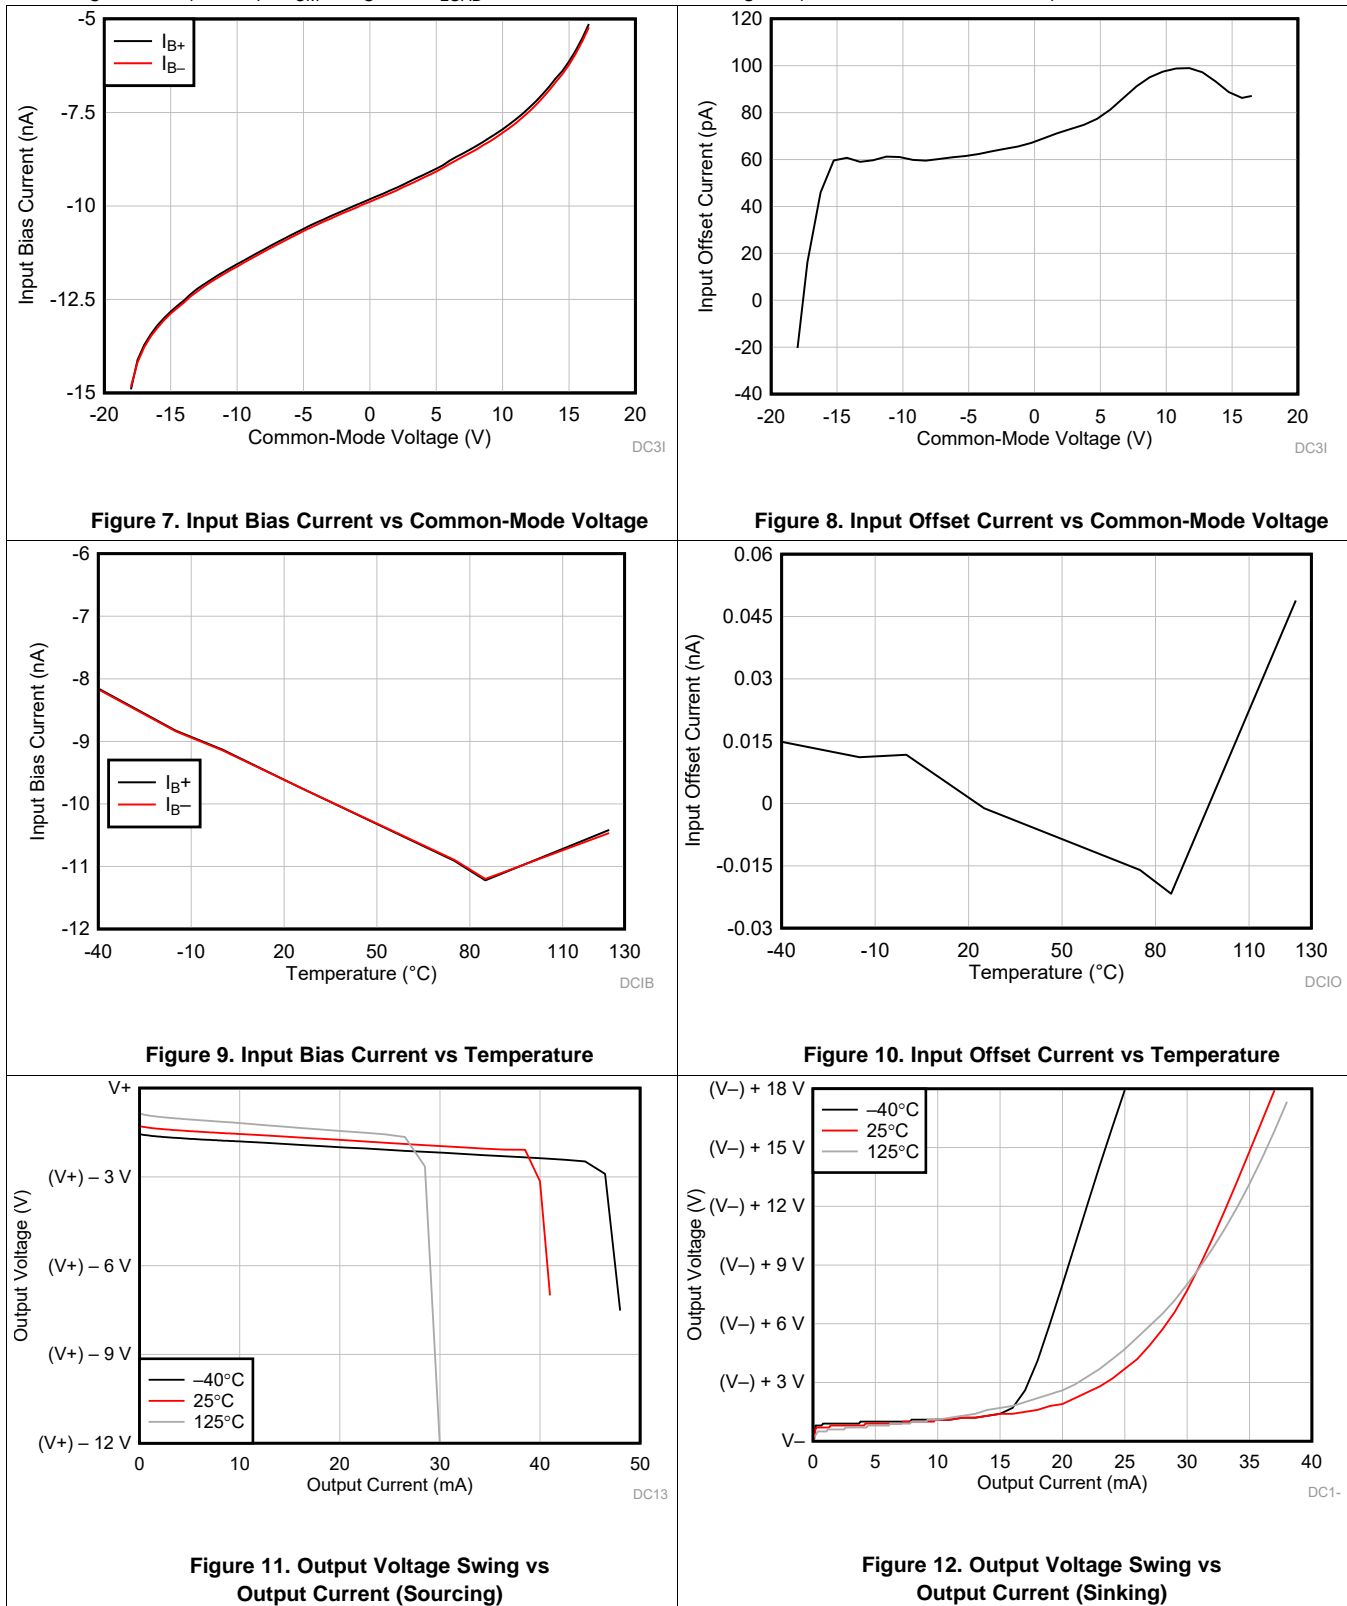 -5
-7.5
-10
-12.5
-15
-20 -15 -10 -5 0 5 10 15 20
Input Bias Current (nA)
Common-Mode Voltage (V)
IB+
IB–
DC3I
Figure 7. Input Bias Current vs Common-Mode Voltage
120
100
80
60
40
20
0
-20
-40
-20 -15 -10 -5 0 5 10 15 20
Input Offset Current (pA)
Common-Mode Voltage (V)
DC3I
Figure 8. Input Offset Current vs Common-Mode Voltage
-6
-7
-8
-9
-10
-11
-12
-40 -10 20 50 80 110 130
Input Bias Current (nA)
Temperature (°C)
IB+
IB–
DCIB
Figure 9. Input Bias Current vs Temperature
0.06
0.045
0.03
0.015
0
-0.015
-0.03
-40 -10 20 50 80 110 130
Input Offset Current (nA)
Temperature (°C)
DCIO
Figure 10. Input Offset Current vs Temperature
V+
(V+) – 3 V
(V+) – 6 V
(V+) – 9 V
(V+) – 12 V
0 10 20 30 40 50
Output Voltage (V)
Output Current (mA)
–40°C
25°C
125°C
DC13
Figure 11. Output Voltage Swing vs
Output Current (Sourcing)
(V–) + 18 V
(V–) + 15 V
(V–) + 12 V
(V–) + 9 V
(V–) + 6 V
(V–) + 3 V
V–
0 5 10 15 20 25 30 35 40
Output Voltage (V)
Output Current (mA)
–40°C
25°C
125°C
DC1-
Figure 12. Output Voltage Swing vs
Output Current (Sinking)